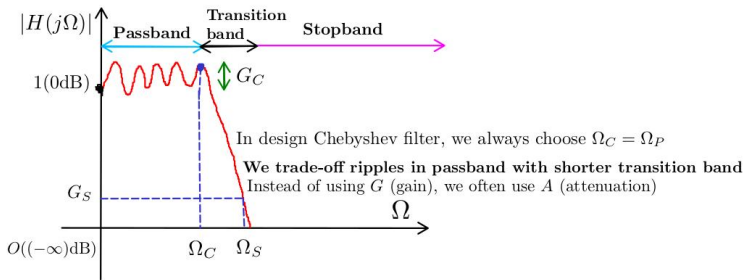 |H(jΩ)|
Transition
band
Passband
Stopband
1(0dB)
G_C
In design Chebyshev filter, we always choose Ω_C = Ω_P
We trade-off ripples in passband with shorter transition band
Instead of using G (gain), we often use A (attenuation)
G_S
Ω
O((−∞)dB)
Ω_C
Ω_S